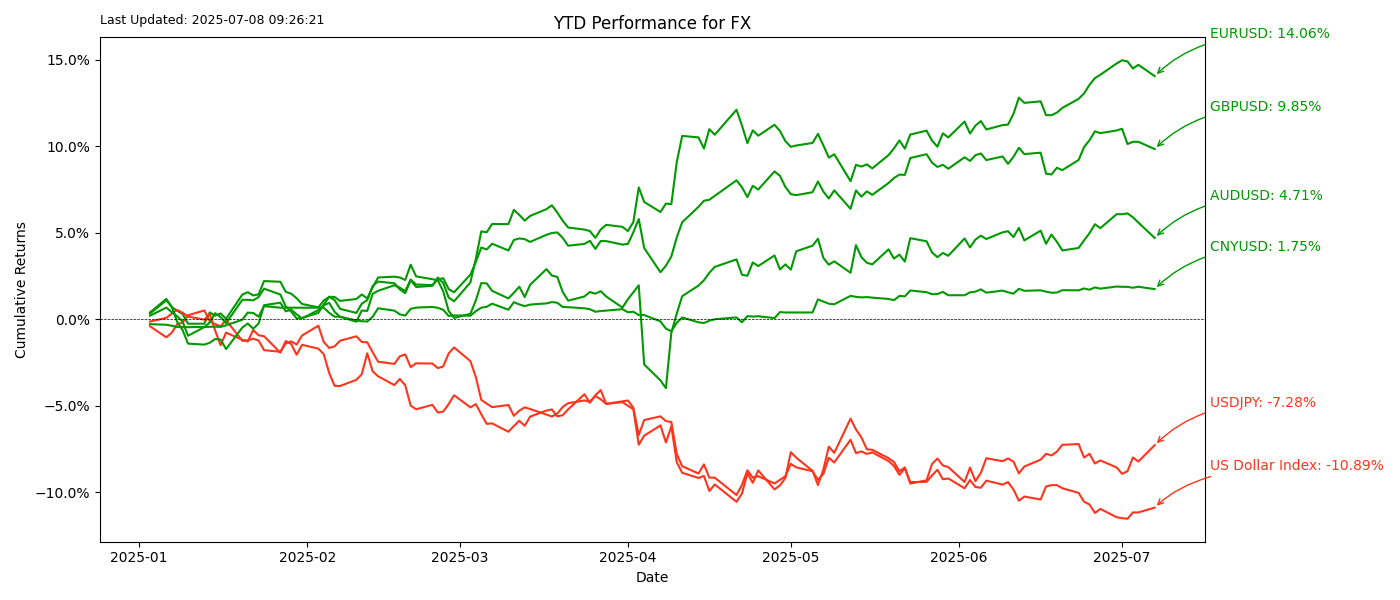 Last Updated: 2025-07-08 09:26:21
YTD Performance for FX
EURUSD: 14.06%
GBPUSD: 9.85%
AUDUSD: 4.71%
CNYUSD: 1.75%
USDJPY: -7.28%
US Dollar Index: -10.89%
Cumulative Returns
15.0%
10.0%
5.0%
0.0%
−5.0%
−10.0%
2025-01
2025-02
2025-03
2025-04
2025-05
2025-06
2025-07
Date